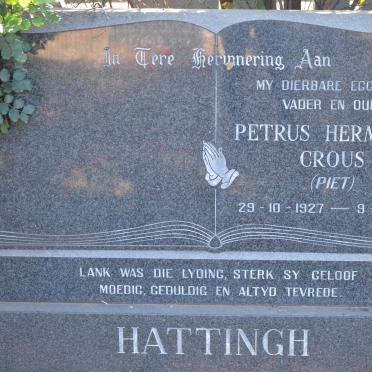 In Tere Herinnering Aan
MY DIERBARE
VADER EN
PETRUS
CROUS
(PIET)
29-10-1927 — 9-
LANK WAS DIE LYDING, STERK SY GELOOF
MOEDIG, GEDULDIG EN ALTYD TEVREDE.
HATTINGH